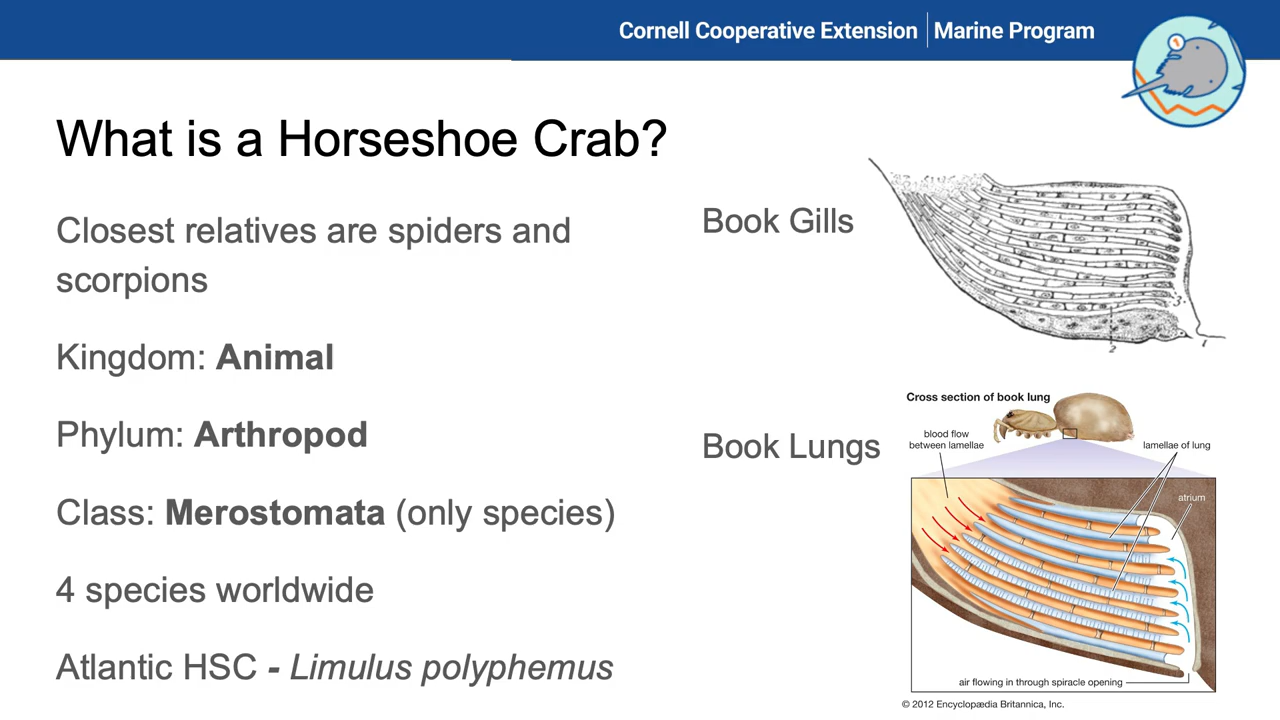 Cornell Cooperative Extension | Marine Program
What is a Horseshoe Crab?
Closest relatives are spiders and
scorpions
Kingdom: Animal
Phylum: Arthropod
Class: Merostomata (only species)
4 species worldwide
Atlantic HSC - Limulus polyphemus
Book Gills
2
1
Book Lungs
Cross section of book lung
blood flow
between lamellae
lamellae of lung
atrium
air flowing in through spiracle opening
© 2012 Encyclopædia Britannica, Inc.